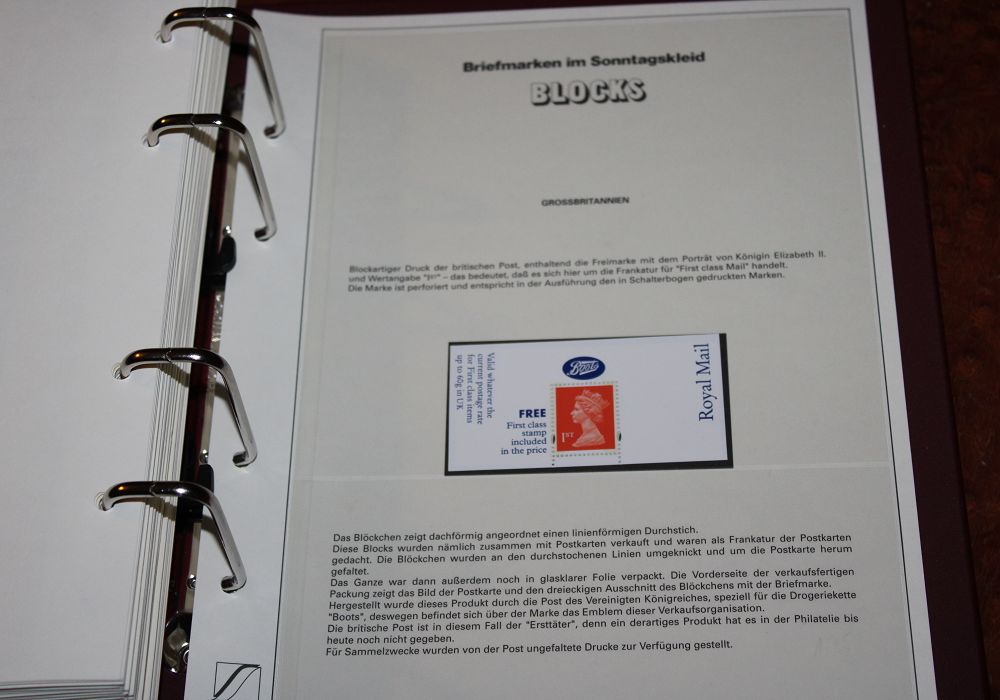 Briefmarken im Sonntagskleid
BLOCKS
GROSSBRITANNIEN
Blockartiger Druck der britischen Post, enthaltend die Freimarke mit dem Porträt von Königin Elizabeth II.
und Wertangabe "1ST" – das bedeutet, daß es sich hier um die Frankatur für "First class Mail" handelt.
Die Marke ist perforiert und entspricht in der Ausführung den in Schalterbogen gedruckten Marken.
Valid whatever the
current postage rate
for First class items
up to 60g in UK
Boots
FREE
First class
stamp
included
in the price
1ST
Royal Mail
Das Blöckchen zeigt dachförmig angeordnet einen linienförmigen Durchstich.
Diese Blocks wurden nämlich zusammen mit Postkarten verkauft und waren als Frankatur der Postkarten
gedacht. Die Blöckchen wurden an den durchstochenen Linien umgeknickt und um die Postkarte herum
gefaltet.
Das Ganze war dann außerdem noch in glasklarer Folie verpackt. Die Vorderseite der verkaufsfertigen
Packung zeigt das Bild der Postkarte und den dreieckigen Ausschnitt des Blöckchens mit der Briefmarke.
Hergestellt wurde dieses Produkt durch die Post des Vereinigten Königreiches, speziell für die Drogeriekette
"Boots", deswegen befindet sich über der Marke das Emblem dieser Verkaufsorganisation.
Die britische Post ist in diesem Fall der "Ersttäter", denn ein derartiges Produkt hat es in der Philatelie bis
heute noch nicht gegeben.
Für Sammelzwecke wurden von der Post ungefaltete Drucke zur Verfügung gestellt.